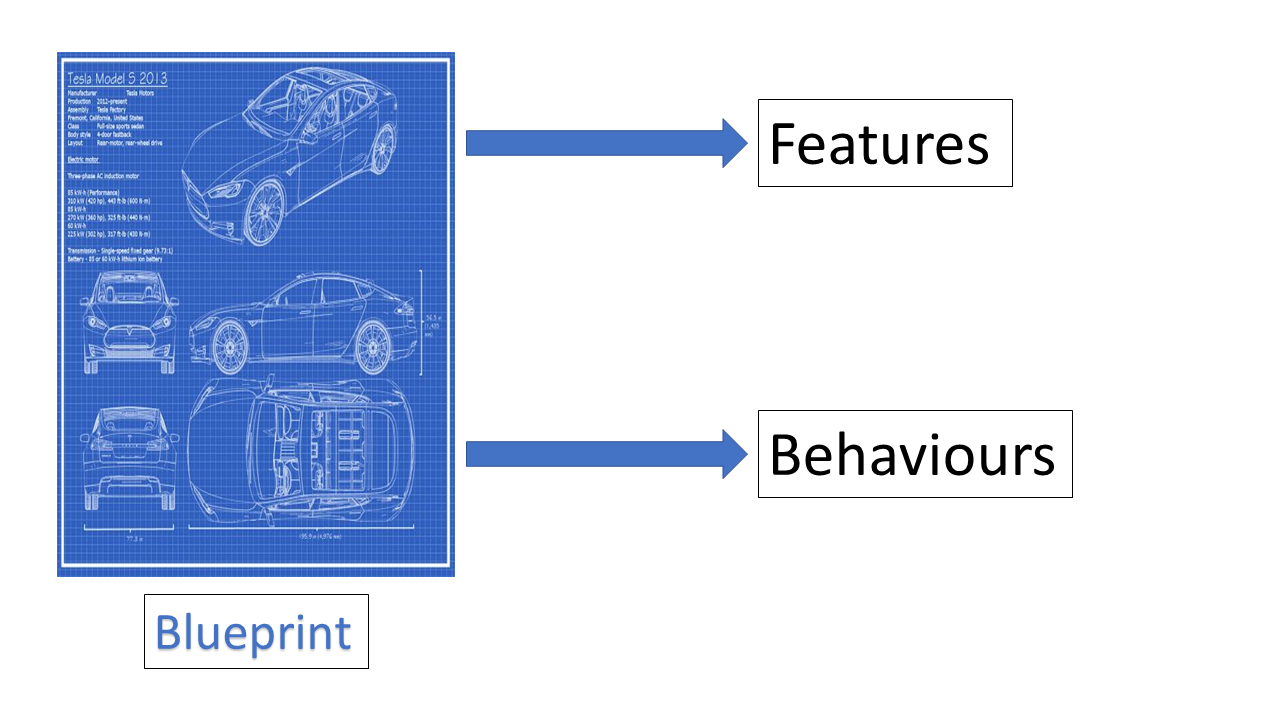 Tesla Model S 2013
Manufacturer Tesla Motors
Production 2012-present
Assembly Tesla Factory
Fremont, California, United States
Class Full-size sports sedan
Body style 4-door fastback
Layout Rear-motor, rear-wheel drive
Electric motor
Three-phase AC induction motor
85 kW·h (Performance)
310 kW (420 hp), 443 ft·lb (600 N·m)
85 kW·h
270 kW (360 hp), 325 ft·lb (440 N·m)
60 kW·h
225 kW (302 hp), 317 ft·lb (430 N·m)
Transmission - Single-speed fixed gear (9.73:1)
Battery - 85 or 60 kW·h lithium ion battery
56.5 in
(1,435
mm)
77.3 in
195.9 in (4,976 mm)
Blueprint
Features
Behaviours